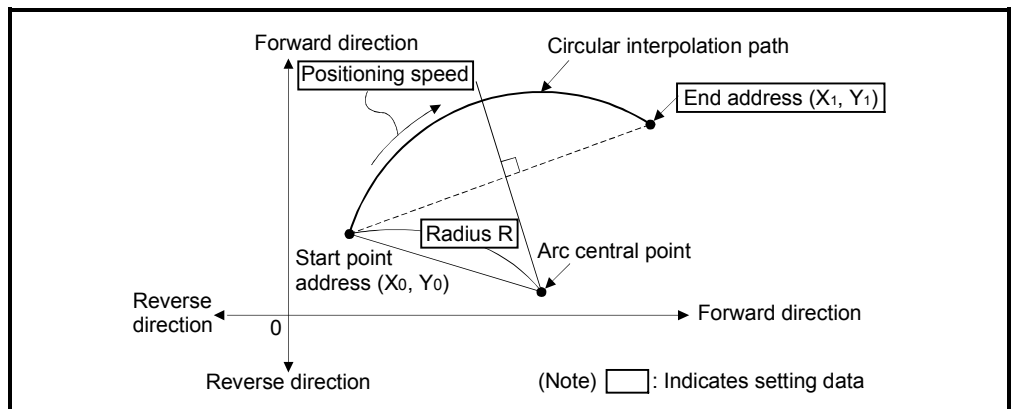 Forward direction
Circular interpolation path
Positioning speed
End address (X1, Y1)
Radius R
Arc central point
Start point
address (X0, Y0)
Reverse
direction
0
Forward direction
Reverse direction
(Note) : Indicates setting data